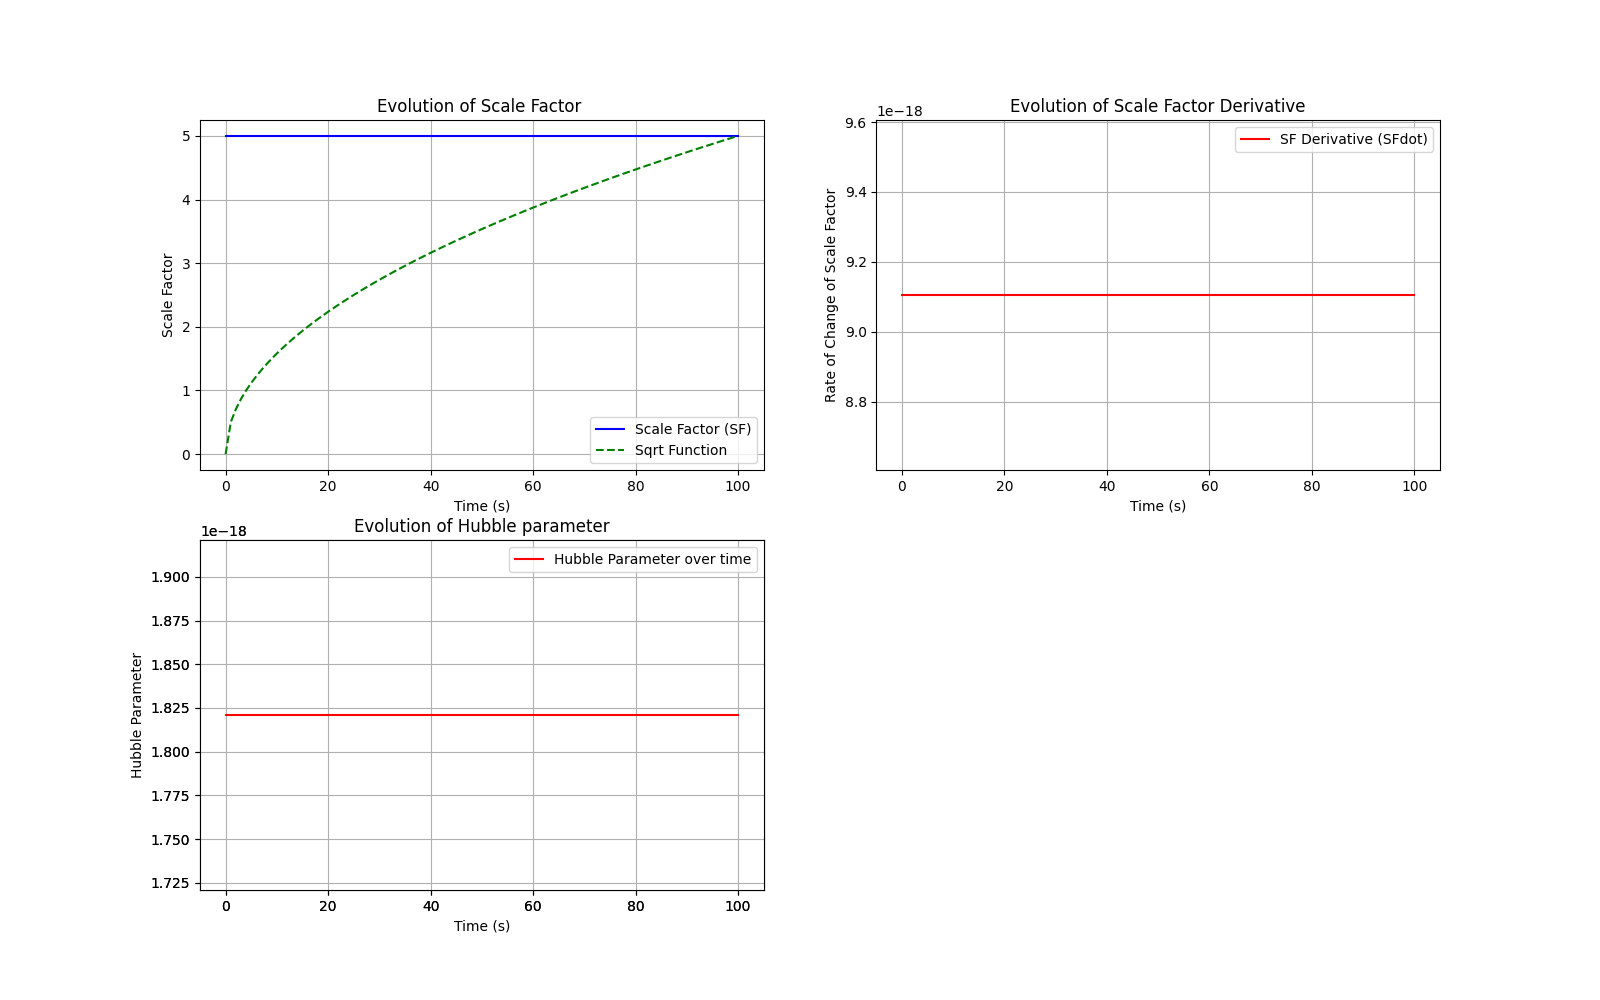 Evolution of Scale Factor
Scale Factor
5
4
3
2
1
0
Scale Factor (SF)
Sqrt Function
0 20 40 60 80 100
Time (s)
Evolution of Scale Factor Derivative
1e−18
Rate of Change of Scale Factor
9.6
9.4
9.2
9.0
8.8
SF Derivative (SFdot)
0 20 40 60 80 100
Time (s)
Evolution of Hubble parameter
1e−18
Hubble Parameter
1.900
1.875
1.850
1.825
1.800
1.775
1.750
1.725
Hubble Parameter over time
0 20 40 60 80 100
Time (s)